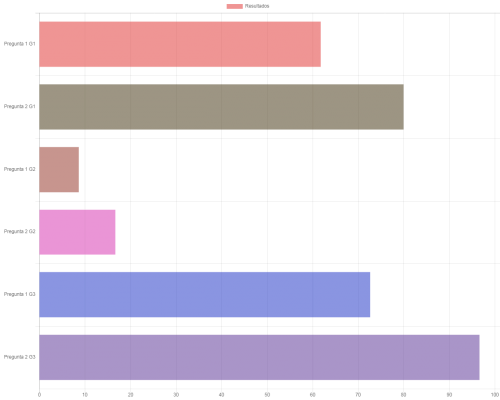 Resultados
Pregunta 1 G1
Pregunta 2 G1
Pregunta 1 G2
Pregunta 2 G2
Pregunta 1 G3
Pregunta 2 G3
0 10 20 30 40 50 60 70 80 90 100